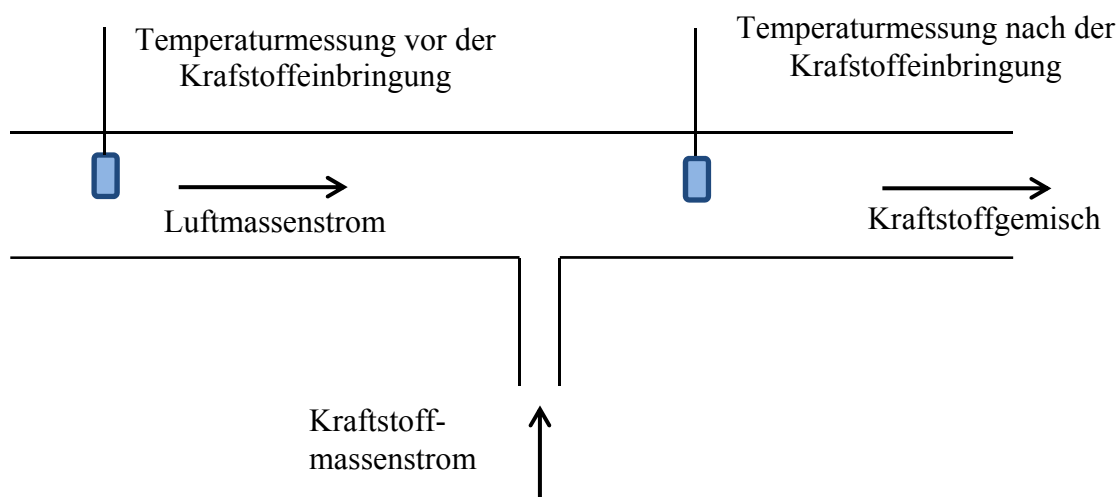 Temperaturmessung vor der
Krafstoffeinbringung
Temperaturmessung nach der
Krafstoffeinbringung
Luftmassenstrom
Kraftstoffgemisch
Kraftstoff-
massenstrom